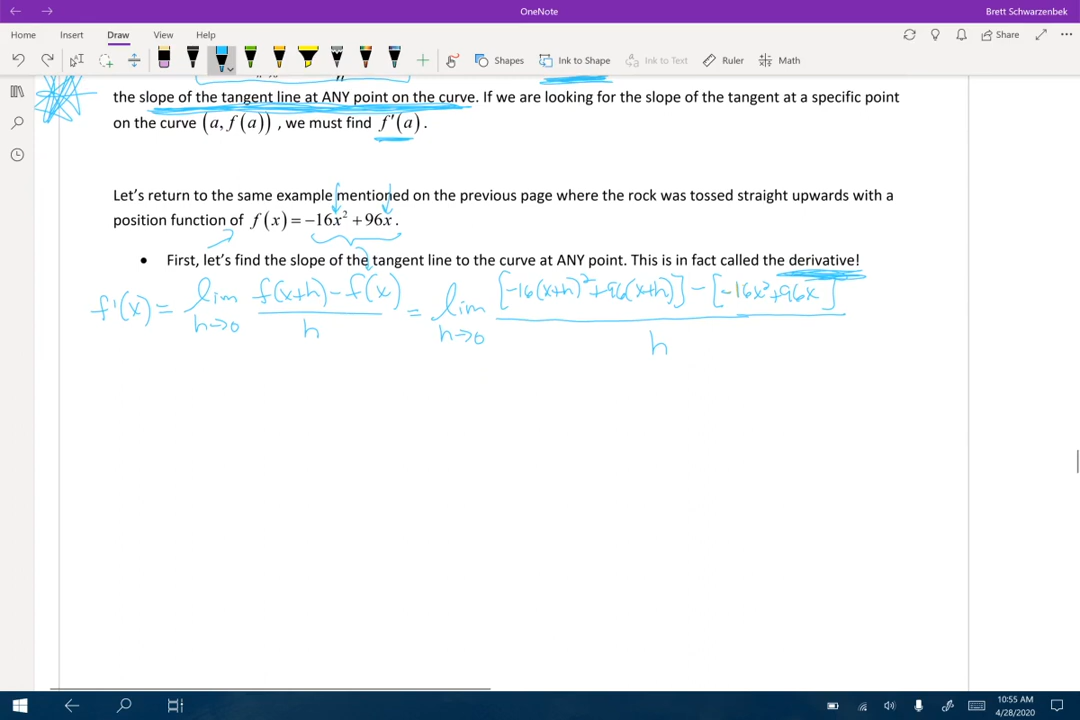 OneNote
Brett Schwarzenbek
Home Insert Draw View Help
Share
Shapes Ink to Shape Ink to Text Ruler Math
the slope of the tangent line at ANY point on the curve. If we are looking for the slope of the tangent at a specific point
on the curve (a, f(a)), we must find f'(a).
Let's return to the same example mentioned on the previous page where the rock was tossed straight upwards with a
position function of f(x) = −16x² + 96x.
• First, let's find the slope of the tangent line to the curve at ANY point. This is in fact called the derivative!
f'(x) = lim h→0 f(x+h) − f(x) / h = lim h→0 [-16(x+h)² + 96(x+h)] − [-16x² + 96x] / h
10:55 AM
4/28/2020